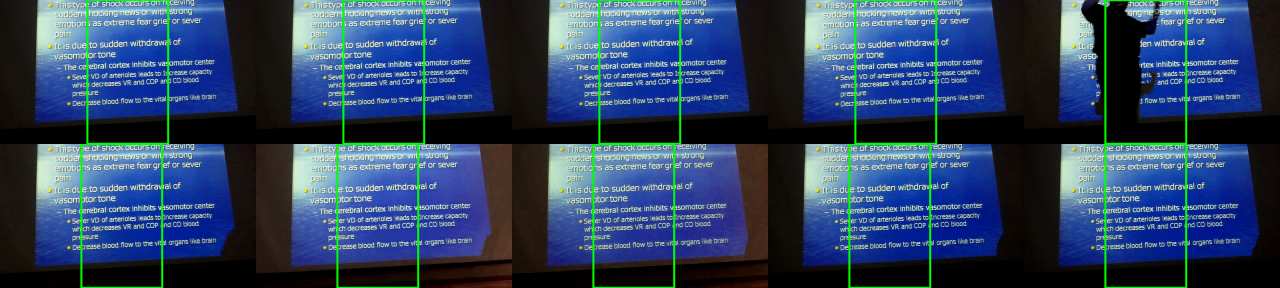 This type of shock occurs on receiving
sudden shocking news or with strong
emotions as extreme fear grief or sever
pain
It is due to sudden withdrawal of
vasomotor tone
– The cerebral cortex inhibits vasomotor center
Sever VD of arterioles leads to Increase capacity
which decreases VR and COP and CO blood
pressure
Decrease blood flow to the vital organs like brain